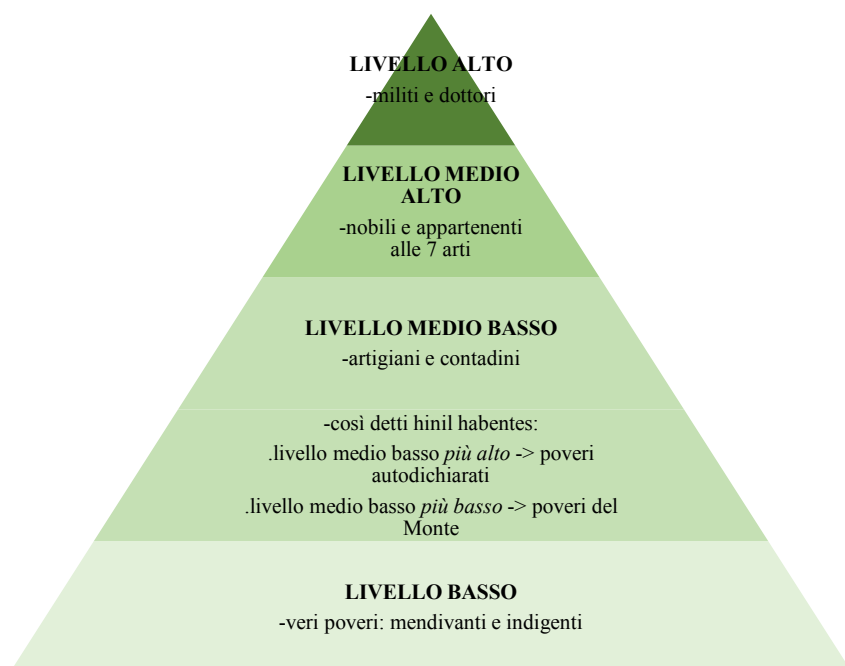 LIVELLO ALTO
-militi e dottori
LIVELLO MEDIO
ALTO
-nobili e appartenenti
alle 7 arti
LIVELLO MEDIO BASSO
-artigiani e contadini
-così detti hinil habentes:
.livello medio basso più alto -> poveri
autodichiarati
.livello medio basso più basso -> poveri del
Monte
LIVELLO BASSO
-veri poveri: mendivanti e indigenti